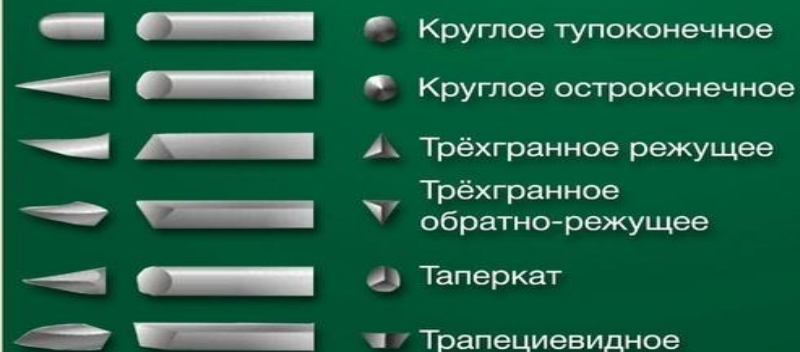 Круглое тупоконечное
Круглое остроконечное
Трёхгранное режущее
Трёхгранное
обратно-режущее
Таперкат
Трапециевидное